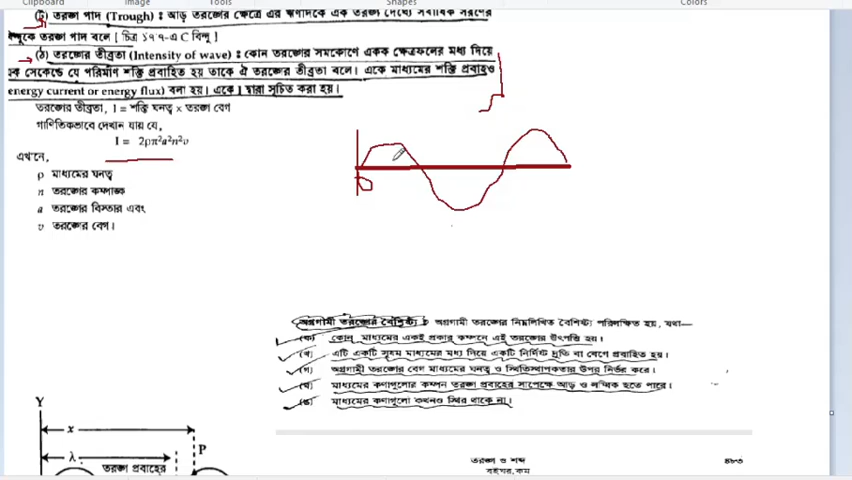 Clipboard Image Tools Shapes Colors
(ট) তরঙ্গ পাদ (Trough) : আড় তরঙ্গের ক্ষেত্রে এর ঋণাদকে এক তরঙ্গ দৈর্ঘ্যে সর্বাধিক সরণের
বিন্দুকে তরঙ্গ পাদ বলে [ চিত্র ১৭.৭-এ C বিন্দু ]
(ঠ) তরঙ্গের তীব্রতা (Intensity of wave) : কোন তরঙ্গের সমকোণে একক ক্ষেত্রফলের মধ্য দিয়ে
এক সেকেন্ডে যে পরিমাণ শক্তি প্রবাহিত হয় তাকে ঐ তরঙ্গের তীব্রতা বলে। একে মাধ্যমের শক্তি প্রবাহও
energy current or energy flux) বলা হয়। একে I দ্বারা সূচিত করা হয়।
তরঙ্গের তীব্রতা, I = শক্তি ঘনত্ব × তরঙ্গ বেগ
গাণিতিকভাবে দেখান যায় যে,
I = 2ρπ²a²n²v
এখানে,
ρ মাধ্যমের ঘনত্ব
n তরঙ্গের কম্পাঙ্ক
a তরঙ্গের বিস্তার এবং
v তরঙ্গের বেগ।
অগ্রগামী তরঙ্গের বৈশিষ্ট্য : অগ্রগামী তরঙ্গের নিম্নলিখিত বৈশিষ্ট্য পরিলক্ষিত হয়, যথা—
(ক) কোন মাধ্যমের একই প্রকার কম্পনে এই তরঙ্গের উৎপত্তি হয়।
(খ) এটি একটি সুষম মাধ্যমের মধ্য দিয়ে একটি নির্দিষ্ট দ্রুতি বা বেগে প্রবাহিত হয়।
(গ) অগ্রগামী তরঙ্গের বেগ মাধ্যমের ঘনত্ব ও স্থিতিস্থাপকতার উপর নির্ভর করে।
(ঘ) মাধ্যমের কণাগুলোর কম্পন তরঙ্গ প্রবাহের সাপেক্ষে আড় ও লম্বিক হতে পারে।
(ঙ) মাধ্যমের কণাগুলো কখনও স্থির থাকে না।
Y
x
λ
P
তরঙ্গ প্রবাহের
তরঙ্গ ও শব্দ
৪৮৩
বইঘর.কম